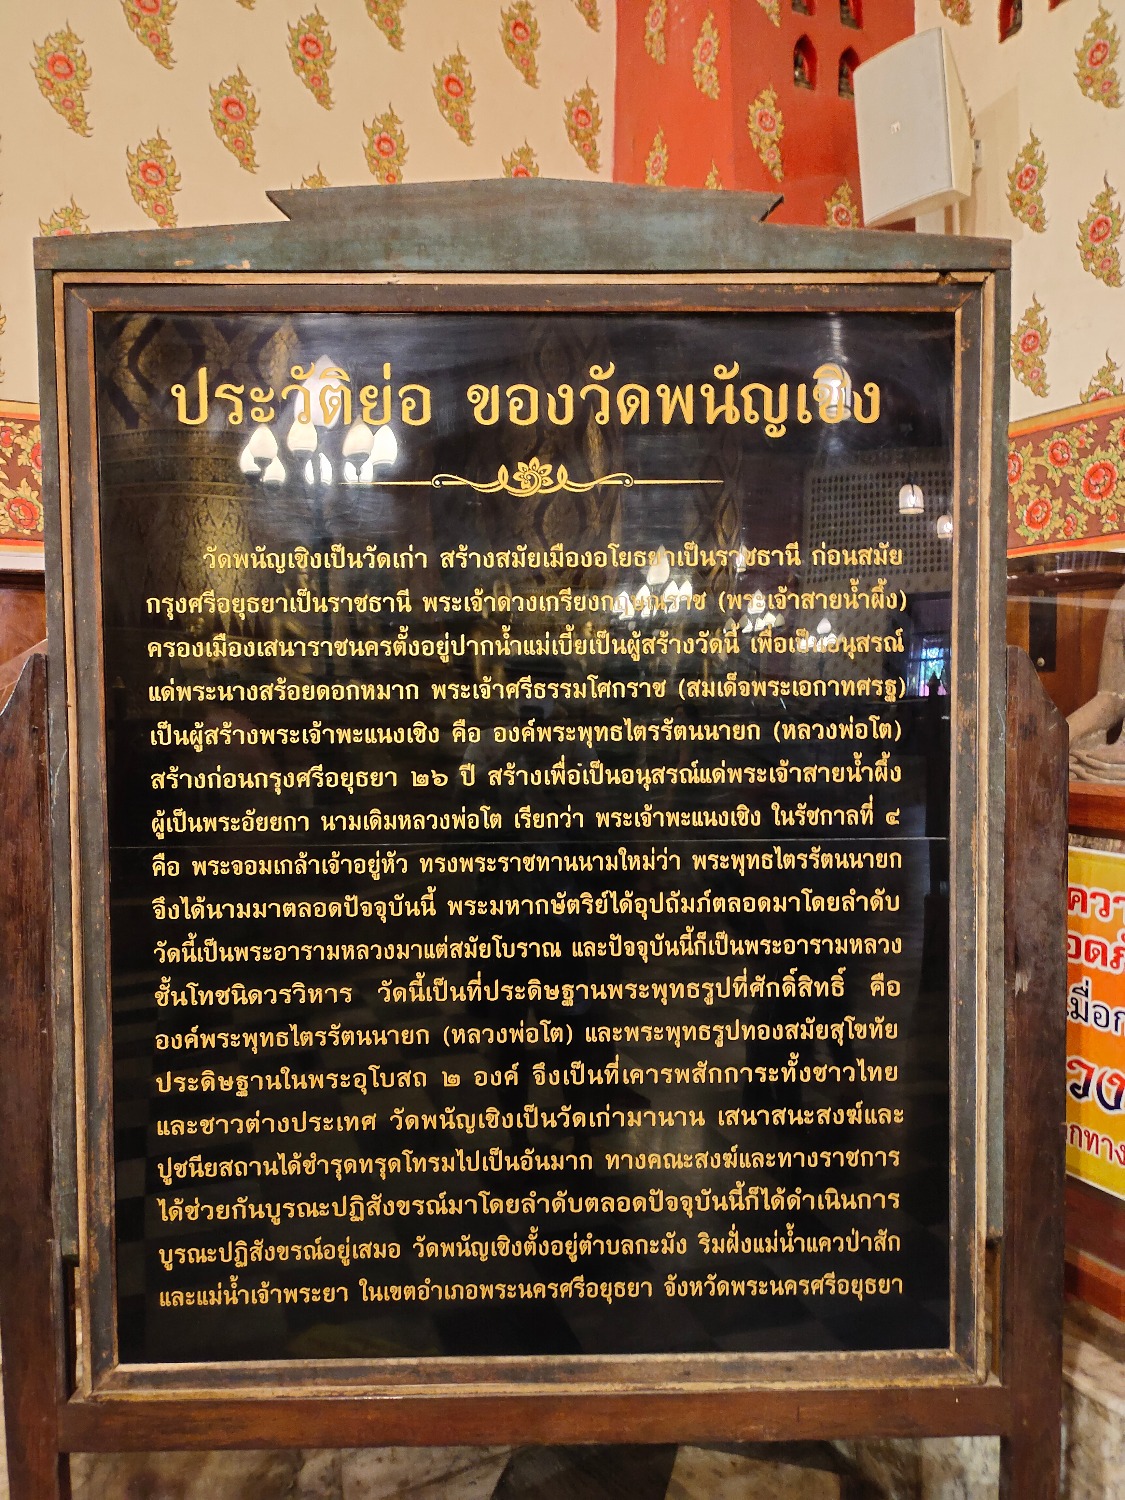 ประวัติย่อ ของวัดพนัญเชิง
วัดพนัญเชิงเป็นวัดเก่า สร้างสมัยเมืองอโยธยาเป็นราชธานี ก่อนสมัย
กรุงศรีอยุธยาเป็นราชธานี พระเจ้าดวงเกรียงกฤษณราช (พระเจ้าสายน้ำผึ้ง)
ครองเมืองเสนาราชนครตั้งอยู่ปากน้ำแม่เบี้ยเป็นผู้สร้างวัดนี้ เพื่อเป็นอนุสรณ์
แด่พระนางสร้อยดอกหมาก พระเจ้าศรีธรรมโศกราช (สมเด็จพระเอกาทศรฐ)
เป็นผู้สร้างพระเจ้าพะแนงเชิง คือ องค์พระพุทธไตรรัตนนายก (หลวงพ่อโต)
สร้างก่อนกรุงศรีอยุธยา ๒๖ ปี สร้างเพื่อเป็นอนุสรณ์แด่พระเจ้าสายน้ำผึ้ง
ผู้เป็นพระอัยยกา นามเดิมหลวงพ่อโต เรียกว่า พระเจ้าพะแนงเชิง ในรัชกาลที่ ๔
คือ พระจอมเกล้าเจ้าอยู่หัว ทรงพระราชทานนามใหม่ว่า พระพุทธไตรรัตนนายก
จึงได้นามมาตลอดปัจจุบันนี้ พระมหากษัตริย์ได้อุปถัมภ์ตลอดมาโดยลำดับ
วัดนี้เป็นพระอารามหลวงมาแต่สมัยโบราณ และปัจจุบันนี้ก็เป็นพระอารามหลวง
ชั้นโทชนิดวรวิหาร วัดนี้เป็นที่ประดิษฐานพระพุทธรูปที่ศักดิ์สิทธิ์ คือ
องค์พระพุทธไตรรัตนนายก (หลวงพ่อโต) และพระพุทธรูปทองสมัยสุโขทัย
ประดิษฐานในพระอุโบสถ ๒ องค์ จึงเป็นที่เคารพสักการะทั้งชาวไทย
และชาวต่างประเทศ วัดพนัญเชิงเป็นวัดเก่ามานาน เสนาสนะสงฆ์และ
ปูชนียสถานได้ชำรุดทรุดโทรมไปเป็นอันมาก ทางคณะสงฆ์และทางราชการ
ได้ช่วยกันบูรณะปฏิสังขรณ์มาโดยลำดับตลอดปัจจุบันนี้ก็ได้ดำเนินการ
บูรณะปฏิสังขรณ์อยู่เสมอ วัดพนัญเชิงตั้งอยู่ตำบลกะมัง ริมฝั่งแม่น้ำแควป่าสัก
และแม่น้ำเจ้าพระยา ในเขตอำเภอพระนครศรีอยุธยา จังหวัดพระนครศรีอยุธยา